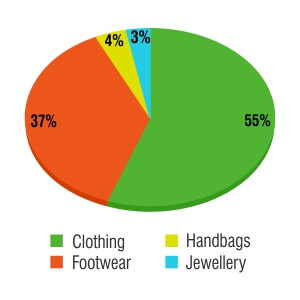 4% 3%
37% 55%
Clothing Handbags
Footwear Jewellery